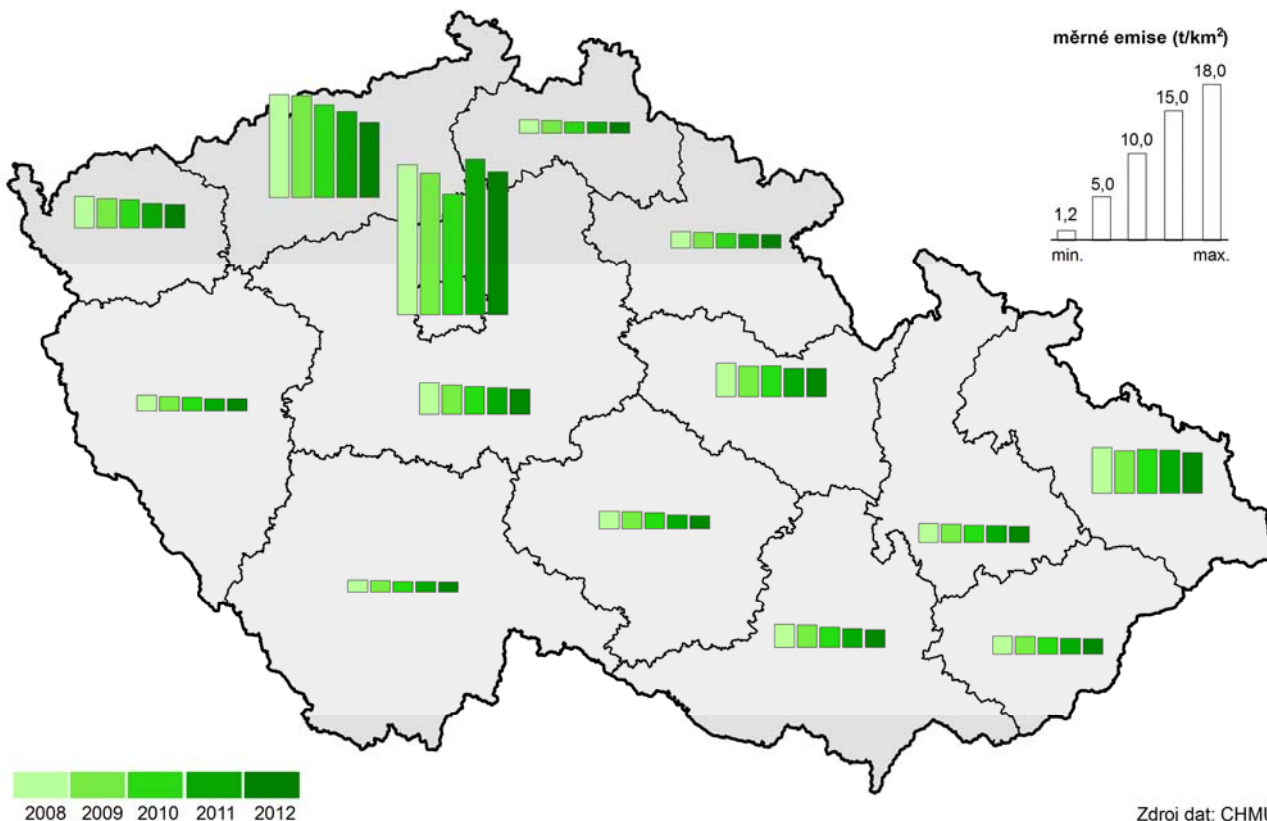 měrné emise (t/km²)
18,0
15,0
10,0
5,0
1,2
min. max.
2008 2009 2010 2011 2012
Zdroj dat: CHMU